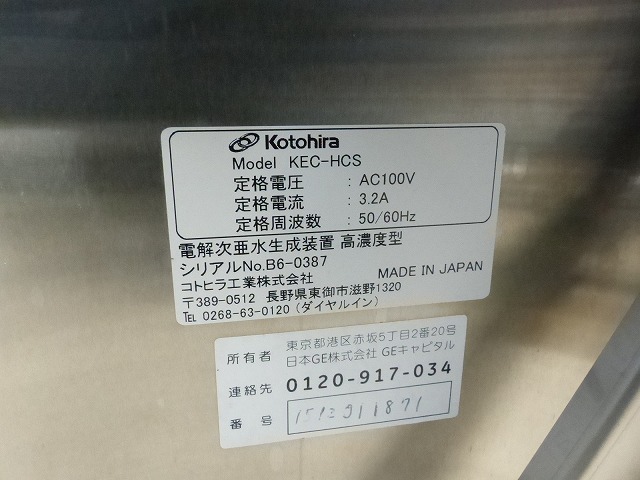 Kotohira
Model KEC-HCS
定格電圧 : AC100V
定格電流 : 3.2A
定格周波数 : 50/60Hz
電解次亜水生成装置 高濃度型
シリアルNo.B6-0387
コトヒラ工業株式会社 MADE IN JAPAN
〒389-0512 長野県東御市滋野1320
TEL 0268-63-0120 (ダイヤルイン)
所有者 東京都港区赤坂5丁目2番20号
日本GE株式会社 GEキャピタル
連絡先 0120-917-034
番号